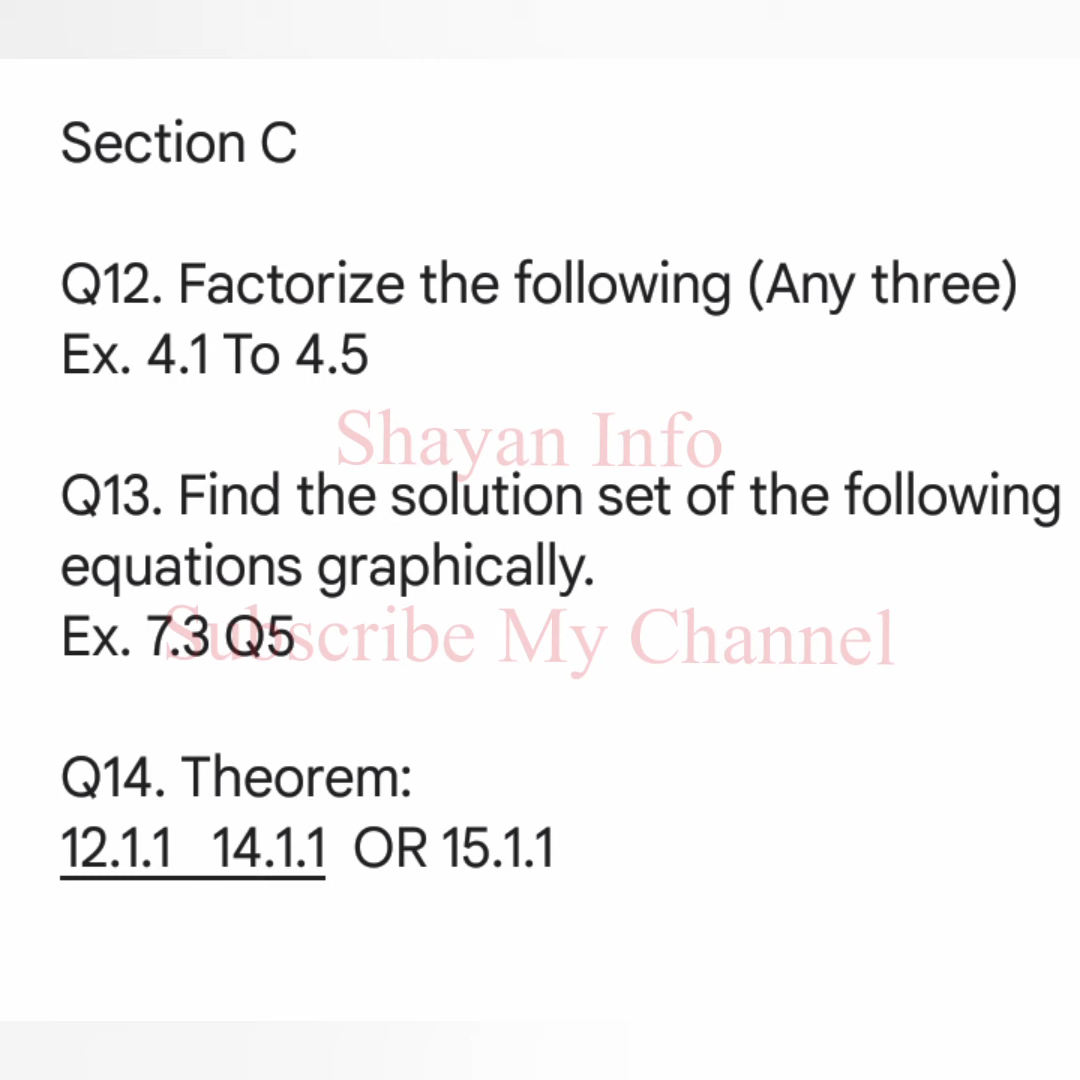 Section C
Q12. Factorize the following (Any three)
Ex. 4.1 To 4.5
Shayan Info
Q13. Find the solution set of the following
equations graphically.
Subscribe My Channel
Ex. 7.3 Q5
Q14. Theorem:
12.1.1 14.1.1 OR 15.1.1